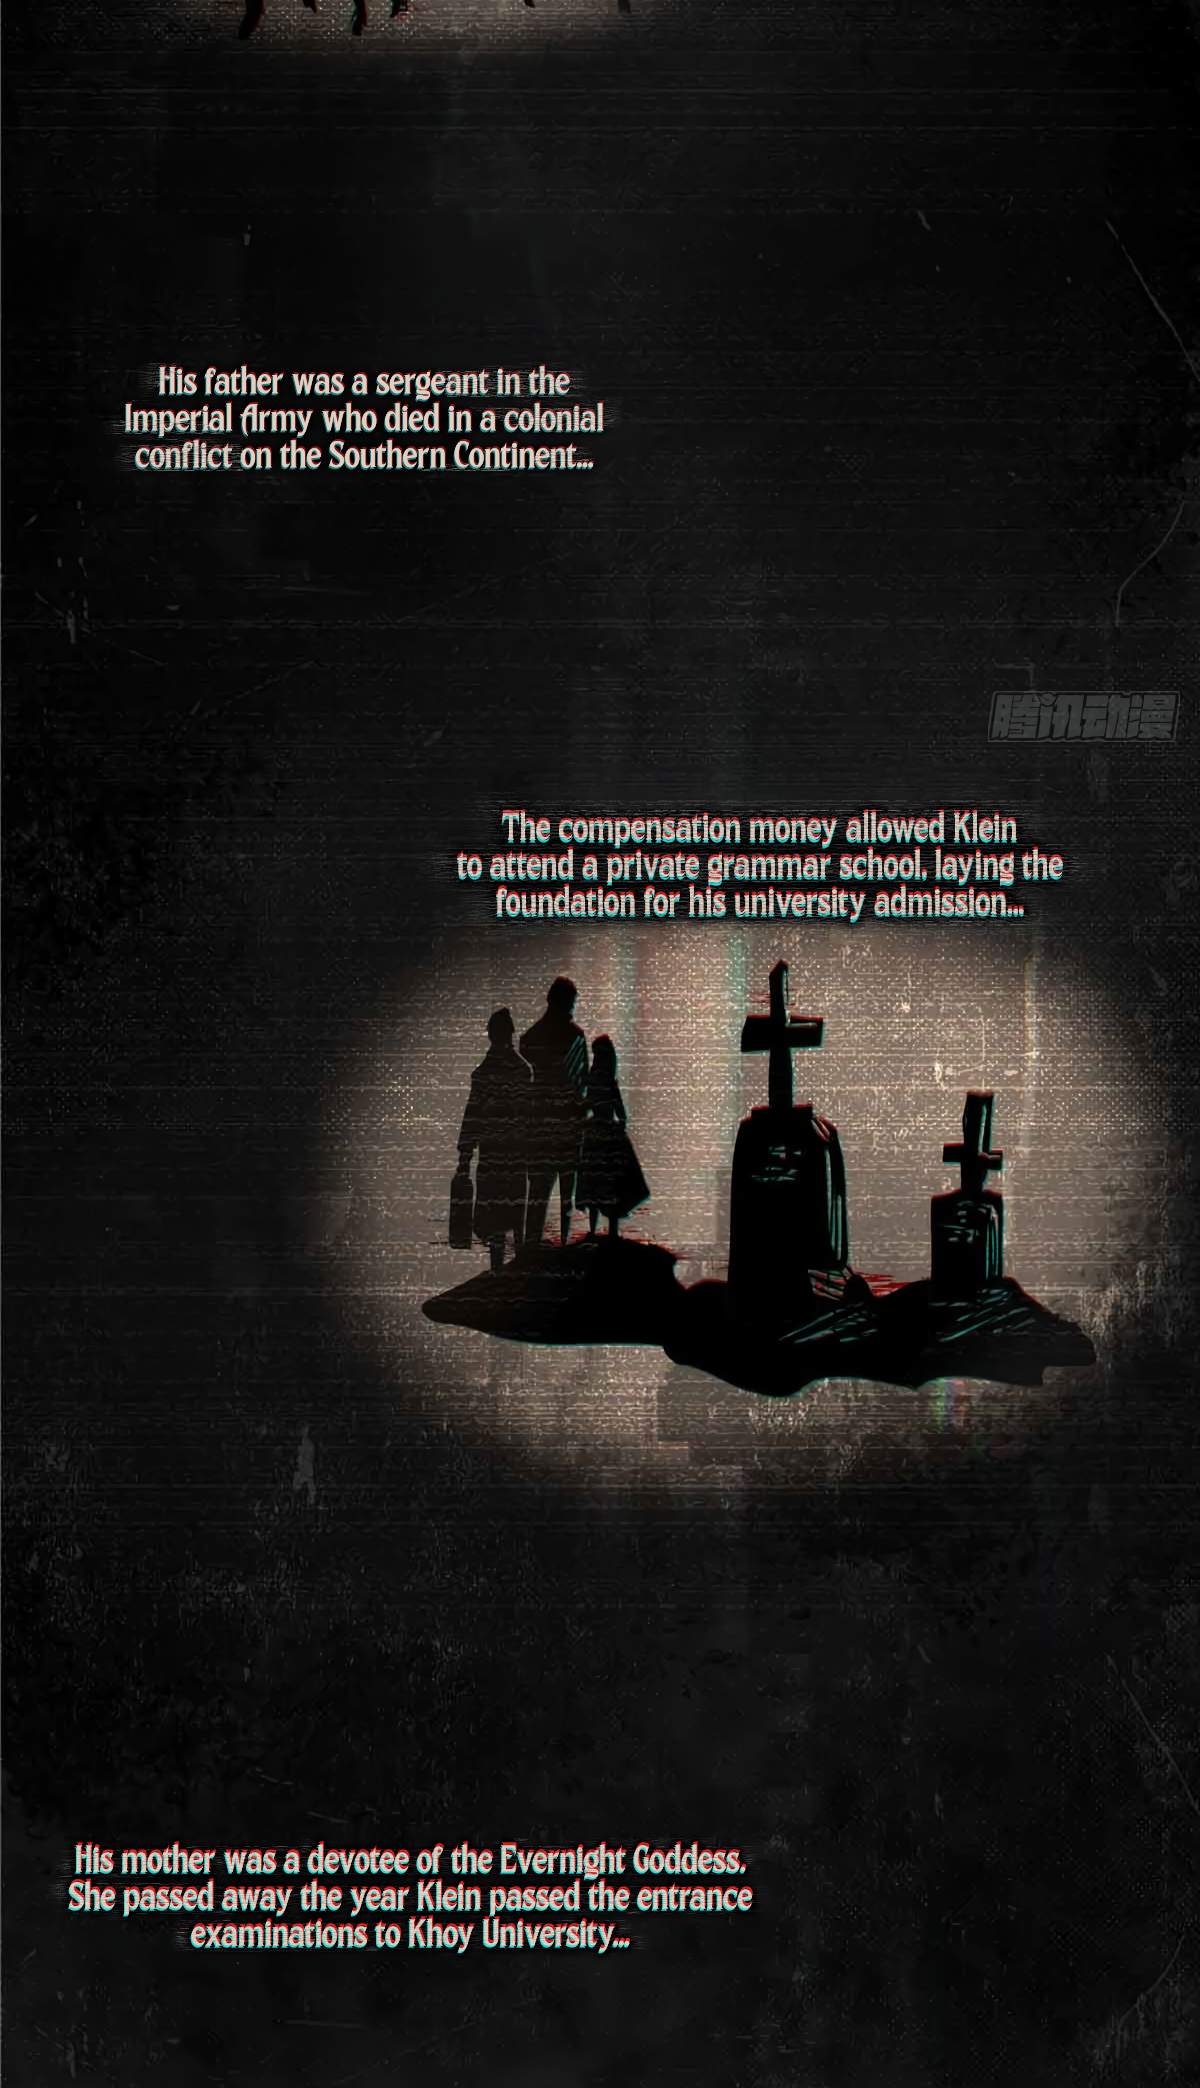 His father was a sergeant in the
Imperial Army who died in a colonial
conflict on the Southern Continent...
腾讯动漫
The compensation money allowed Klein
to attend a private grammar school, laying the
foundation for his university admission...
His mother was a devotee of the Evernight Goddess.
She passed away the year Klein passed the entrance
examinations to Khoy University...